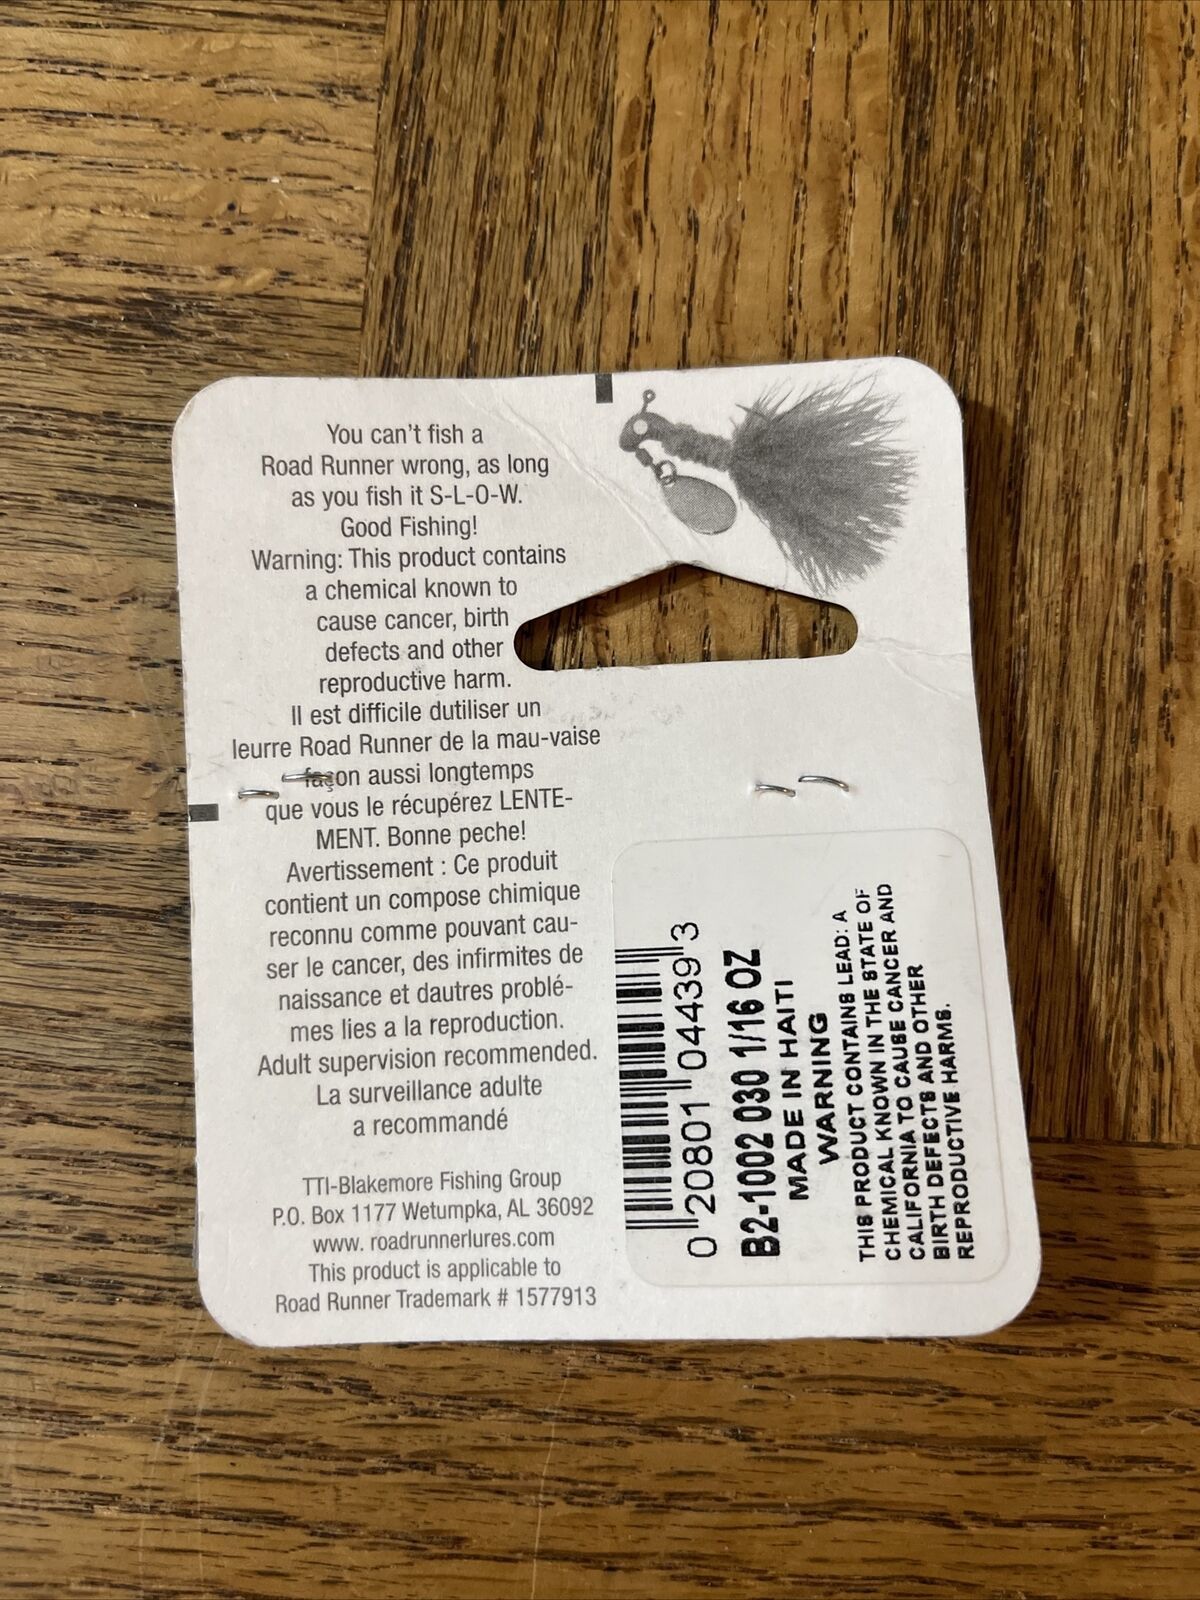 You can't fish a
Road Runner wrong, as long
as you fish it S-L-O-W.
Good Fishing!
Warning: This product contains
a chemical known to
cause cancer, birth
defects and other
reproductive harm.
Il est difficile dutiliser un
leurre Road Runner de la mau-vaise
façon aussi longtemps
que vous le récupérez LENTE-
MENT. Bonne peche!
Avertissement : Ce produit
contient un compose chimique
reconnu comme pouvant cau-
ser le cancer, des infirmites de
naissance et dautres problé-
mes lies a la reproduction.
Adult supervision recommended.
La surveillance adulte
a recommandé
TTI-Blakemore Fishing Group
P.O. Box 1177 Wetumpka, AL 36092
www. roadrunnerlures.com
This product is applicable to
Road Runner Trademark # 1577913
0 20801 04439 3
B2-1002 030 1/16 OZ
MADE IN HAITI
WARNING
THIS PRODUCT CONTAINS LEAD: A
CHEMICAL KNOWN IN THE STATE OF
CALIFORNIA TO CAUSE CANCER AND
BIRTH DEFECTS AND OTHER
REPRODUCTIVE HARMS.